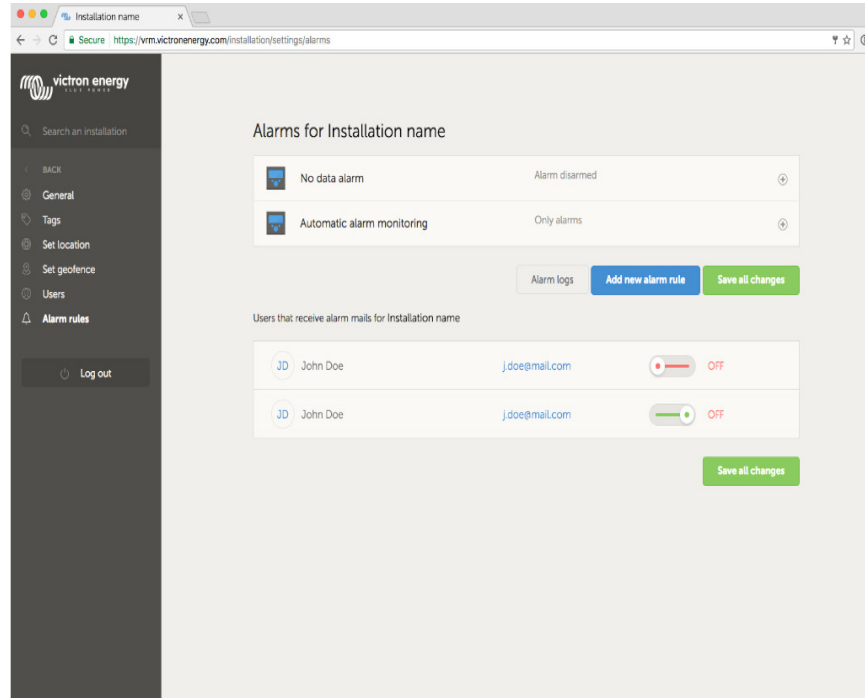 Installation name
Secure https://vrm.victronenergy.com/installation/settings/alarms
victron energy
BLUE POWER
Search an installation
BACK
General
Tags
Set location
Set geofence
Users
Alarm rules
Log out
Alarms for Installation name
No data alarm Alarm disarmed
Automatic alarm monitoring Only alarms
Alarm logs Add new alarm rule Save all changes
Users that receive alarm mails for Installation name
JD John Doe j.doe@mail.com OFF
JD John Doe j.doe@mail.com OFF
Save all changes